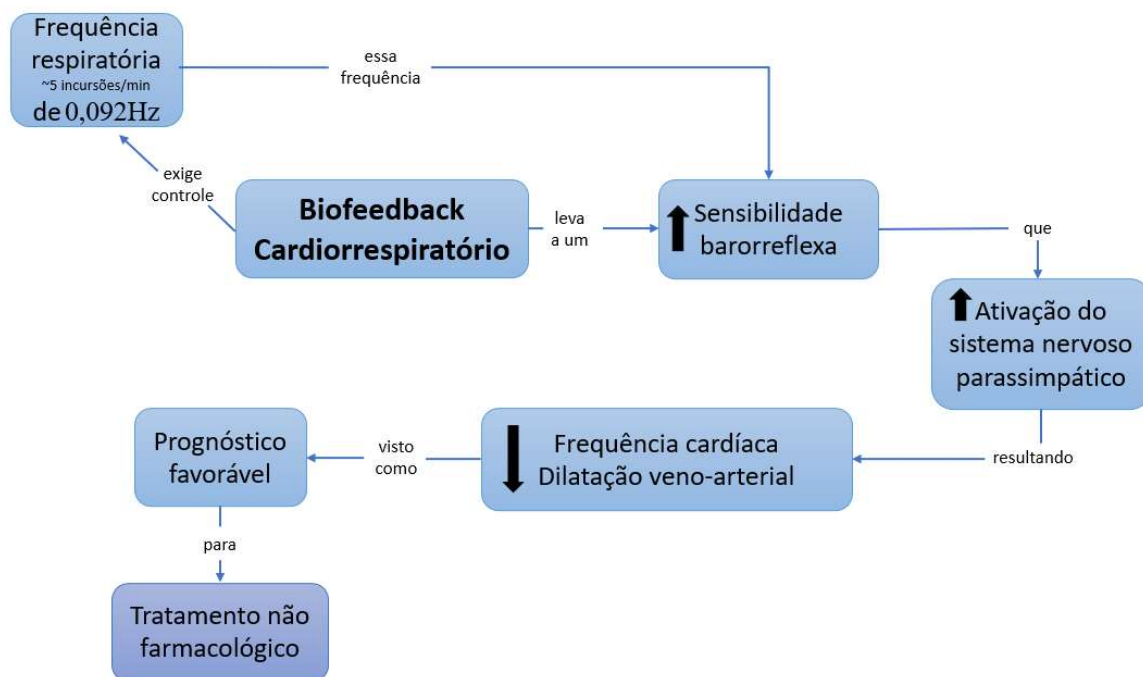 Frequência
respiratória
~5 incursões/min
de 0,092Hz
essa
frequência
exige
controle
Biofeedback
Cardiorrespiratório
leva
a um
Sensibilidade
barorreflexa
que
Ativação do
sistema nervoso
parassimpático
resultando
Frequência cardíaca
Dilatação veno-arterial
visto
como
Prognóstico
favorável
para
Tratamento não
farmacológico